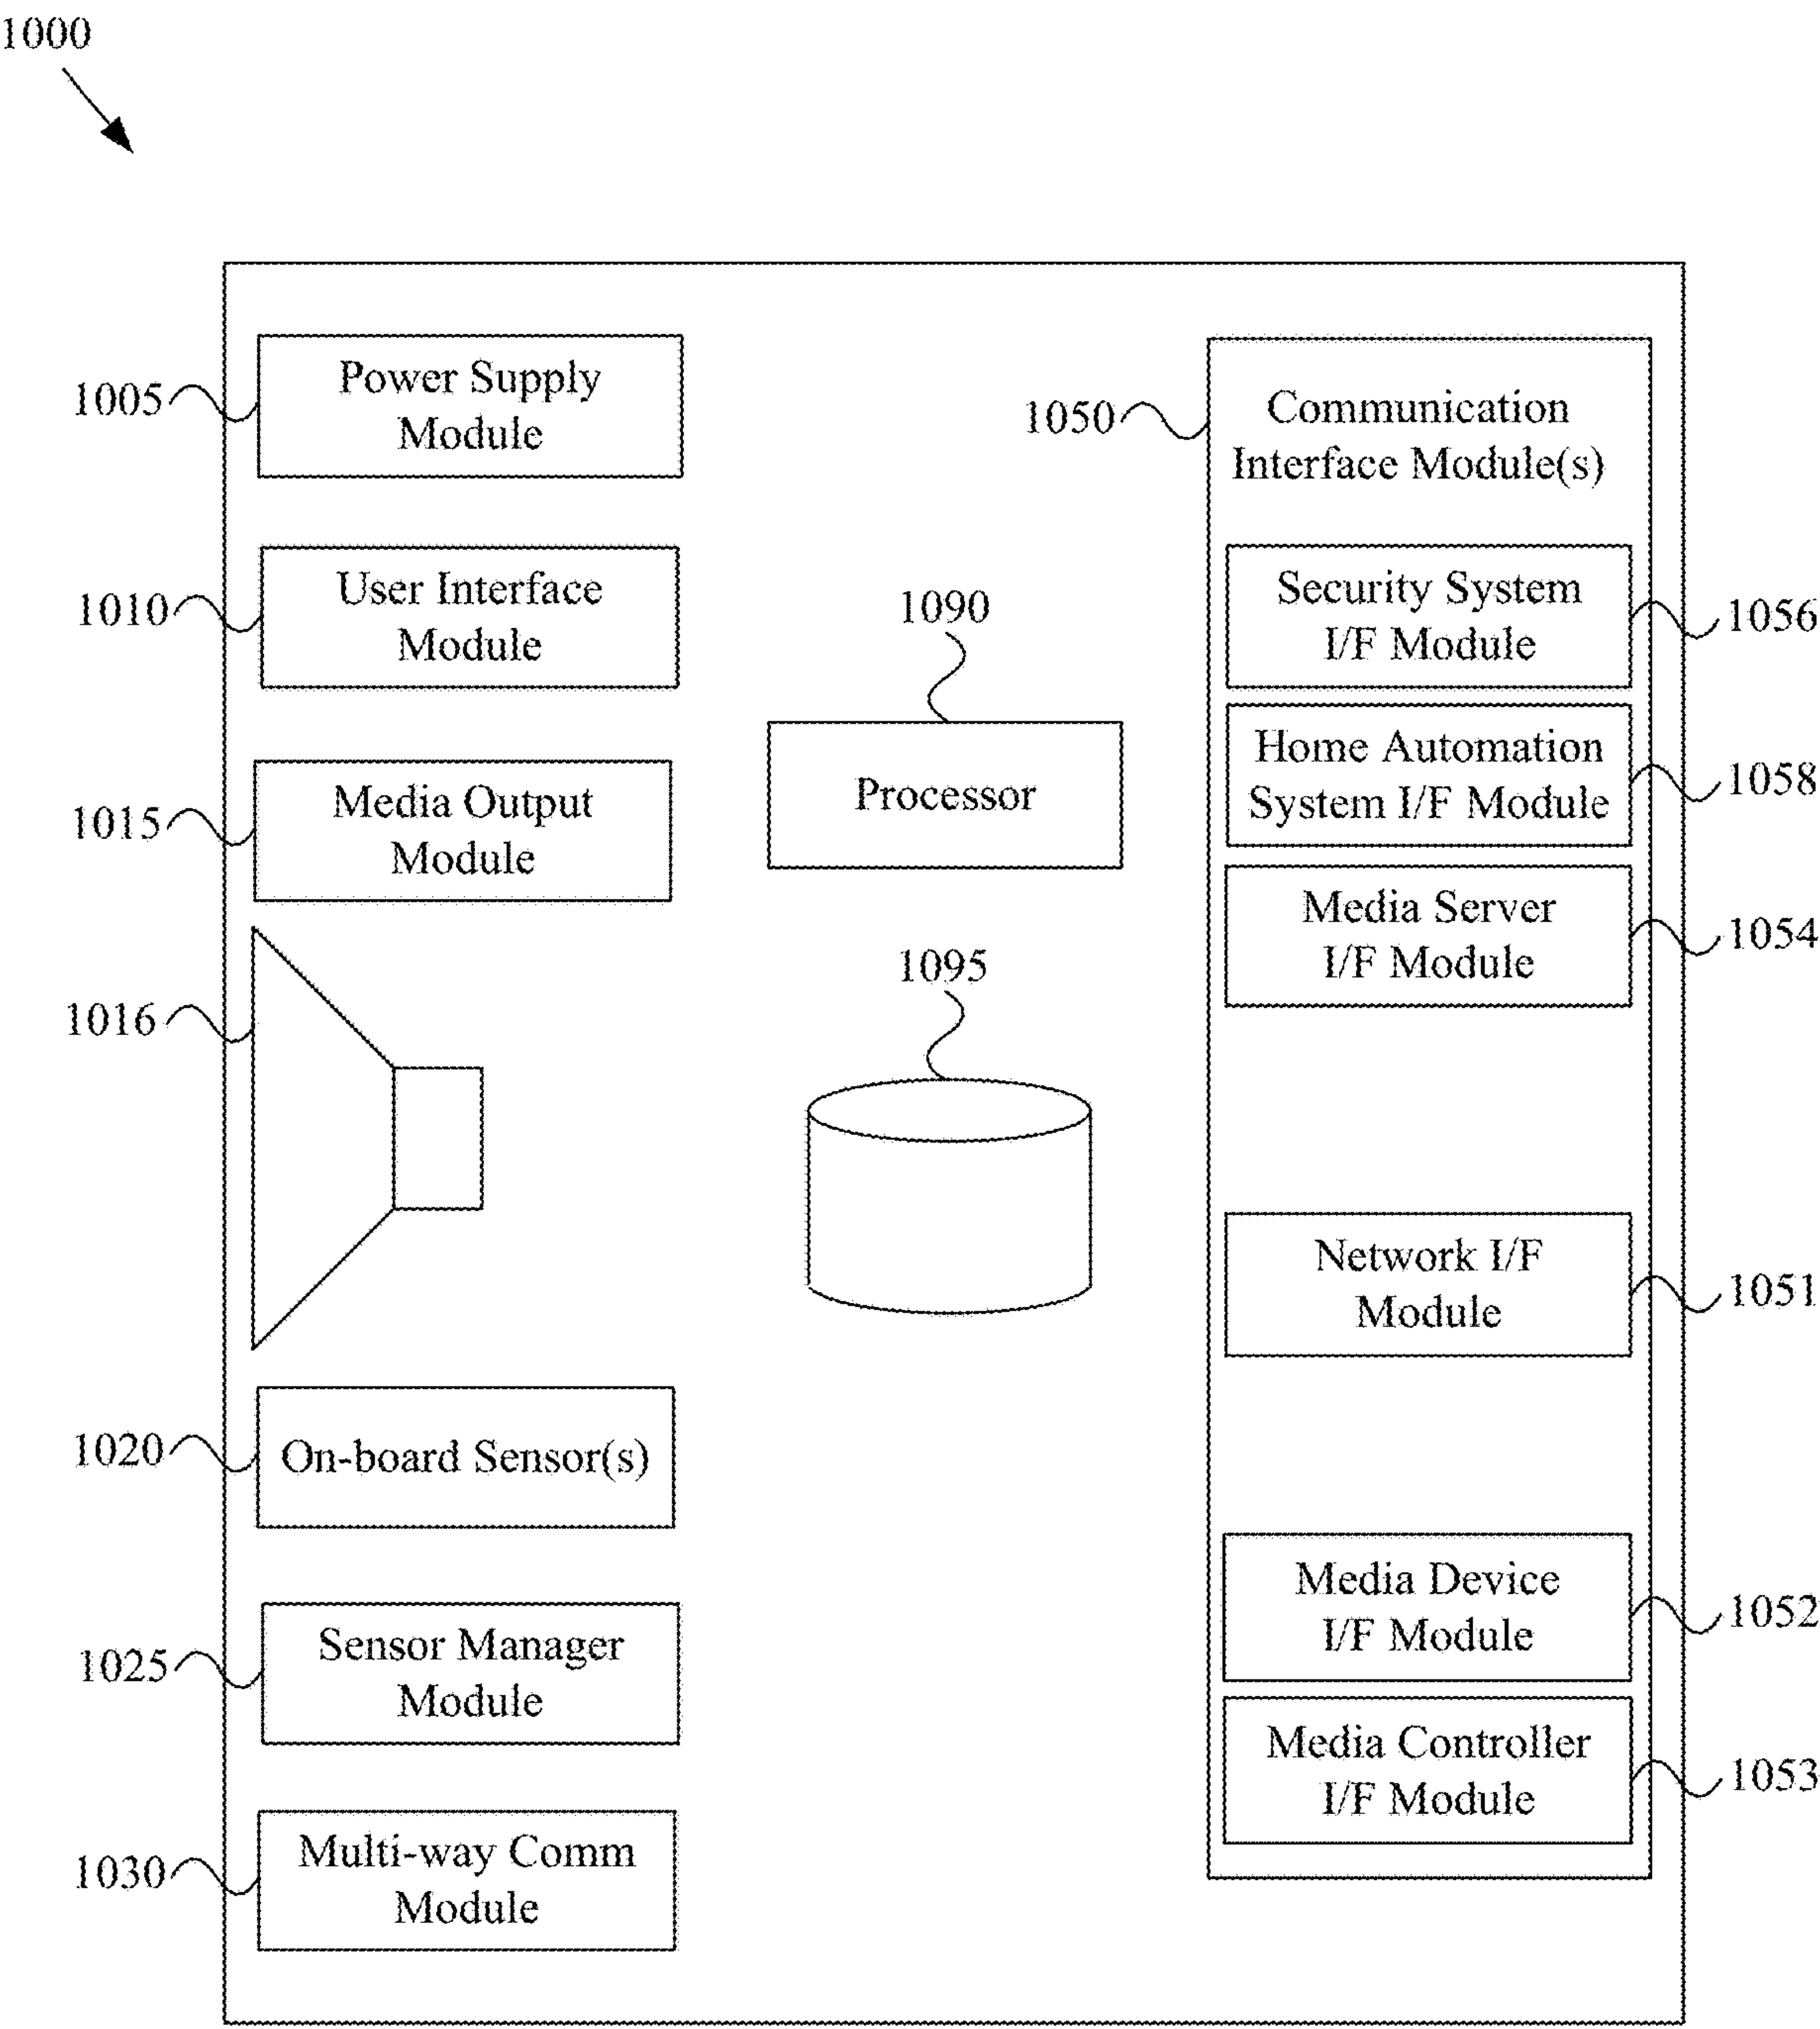 1000
1005
Power Supply
Module
1010
User Interface
Module
1015
Media Output
Module
1016
1020
On-board Sensor(s)
1025
Sensor Manager
Module
1030
Multi-way Comm
Module
1090
Processor
1095
1050
Communication
Interface Module(s)
Security System
I/F Module
1056
Home Automation
System I/F Module
1058
Media Server
I/F Module
1054
Network I/F
Module
1051
Media Device
I/F Module
1052
Media Controller
I/F Module
1053